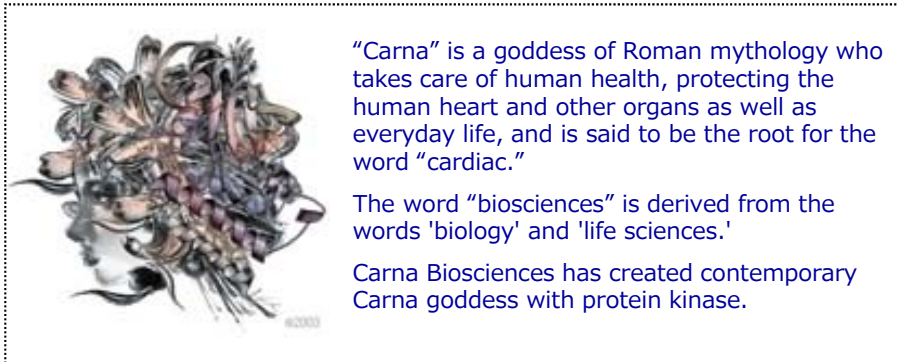 “Carna” is a goddess of Roman mythology who
takes care of human health, protecting the
human heart and other organs as well as
everyday life, and is said to be the root for the
word “cardiac.”
The word “biosciences” is derived from the
words 'biology' and 'life sciences.'
Carna Biosciences has created contemporary
Carna goddess with protein kinase.
©2003